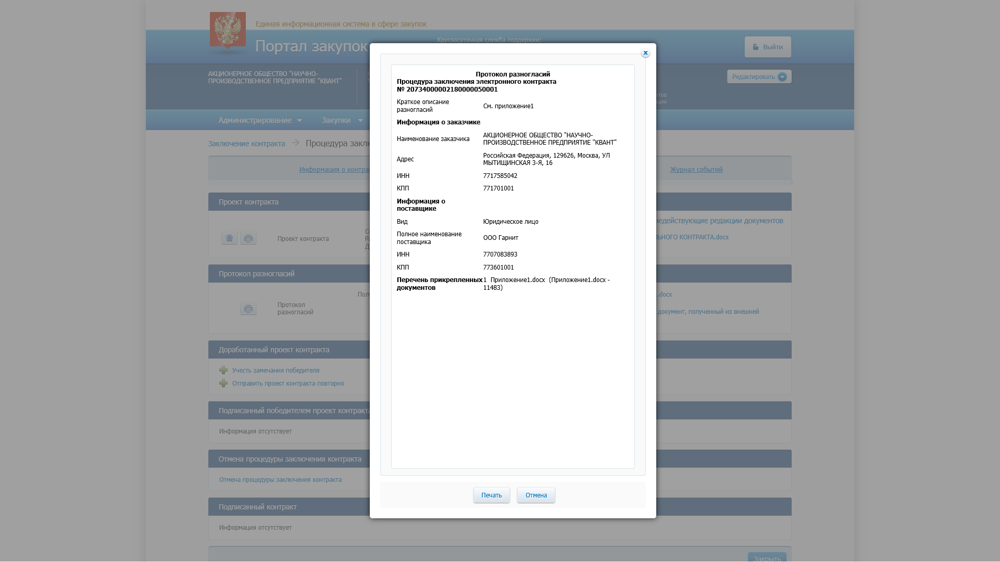 Единая информационная система в сфере закупок
Портал закупок
Круглосуточная служба поддержки:
Выйти
АКЦИОНЕРНОЕ ОБЩЕСТВО "НАУЧНО-
ПРОИЗВОДСТВЕННОЕ ПРЕДПРИЯТИЕ "КВАНТ"
Редактировать
Администрирование
Закупки
Заключение контракта
Процедура закл
Информация о контра
Журнал событий
Проект контракта
Проект контракта
недействующие редакции документов
ЬНОГО КОНТРАКТА.docx
Протокол разногласий
Протокол
разногласий
Пол
.docx
документ, полученный из внешней
Доработанный проект контракта
Учесть замечания победителя
Отправить проект контракта повторно
Подписанный победителем проект контракта
Информация отсутствует
Отмена процедуры заключения контракта
Отмена процедуры заключения контракта
Подписанный контракт
Информация отсутствует
Закрыть
x
Протокол разногласий
Процедура заключения электронного контракта
№ 20734000002180000050001
Краткое описание
разногласий
См. приложение1
Информация о заказчике
Наименование заказчика
АКЦИОНЕРНОЕ ОБЩЕСТВО "НАУЧНО-
ПРОИЗВОДСТВЕННОЕ ПРЕДПРИЯТИЕ "КВАНТ"
Адрес
Российская Федерация, 129626, Москва, УЛ
МЫТИЩИНСКАЯ 3-Я, 16
ИНН 7717585042
КПП 771701001
Информация о
поставщике
Вид Юридическое лицо
Полное наименование
поставщика
ООО Гарнит
ИНН 7707083893
КПП 773601001
Перечень прикрепленных
документов
1 Приложение1.docx (Приложение1.docx -
11483)
Печать Отмена